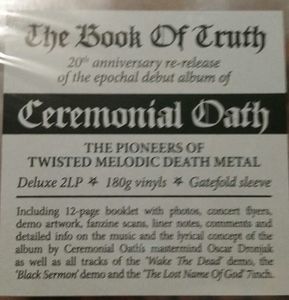 The Book Of Truth
20th anniversary re-release
of the epochal debut album of
Ceremonial Oath
THE PIONEERS OF
TWISTED MELODIC DEATH METAL
Deluxe 2LP ★ 180g vinyls ★ Gatefold sleeve
Including 12-page booklet with photos, concert flyers,
demo artwork, fanzine scans, liner notes, comments and
detailed info on the music and the lyrical concept of the
album by Ceremonial Oath's mastermind Oscar Dronjak
as well as all tracks of the 'Wake The Dead' demo, the
'Black Sermon' demo and the 'The Lost Name Of God' 7inch.